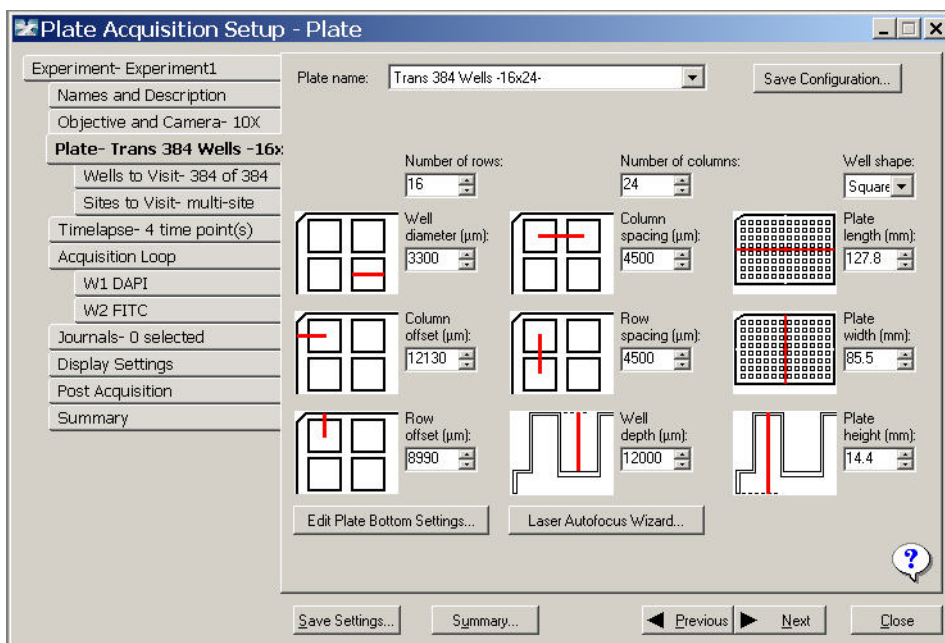 Plate Acquisition Setup - Plate
Experiment- Experiment1
Names and Description
Objective and Camera- 10X
Plate- Trans 384 Wells -16x
Wells to Visit- 384 of 384
Sites to Visit- multi-site
Timelapse- 4 time point(s)
Acquisition Loop
W1 DAPI
W2 FITC
Journals- 0 selected
Display Settings
Post Acquisition
Summary
Plate name: Trans 384 Wells -16x24- Save Configuration...
Number of rows: Number of columns: Well shape:
16 24 Square
Well Column Plate
diameter (µm): spacing (µm): length (mm):
3300 4500 127.8
Column Row Plate
offset (µm): spacing (µm): width (mm):
12130 4500 85.5
Row Well Plate
offset (µm): depth (µm): height (mm):
8990 12000 14.4
Edit Plate Bottom Settings... Laser Autofocus Wizard...
?
Save Settings... Summary... Previous Next Close